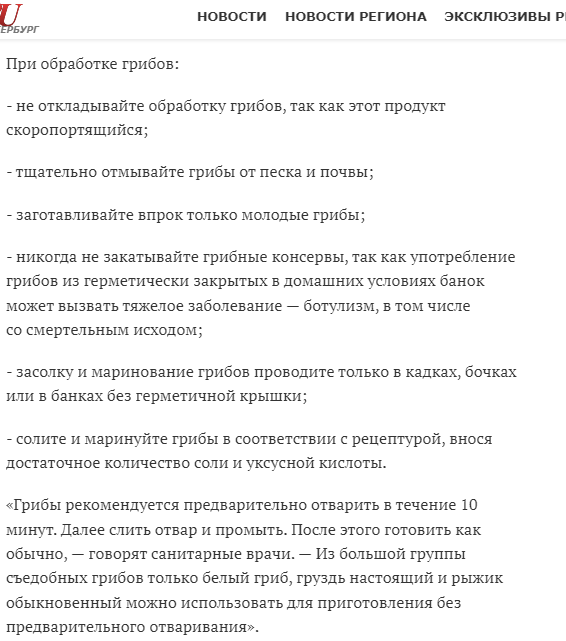 U
ЕРБУРГ
НОВОСТИ НОВОСТИ РЕГИОНА ЭКСКЛЮЗИВЫ
При обработке грибов:
- не откладывайте обработку грибов, так как этот продукт
скоропортящийся;
- тщательно отмывайте грибы от песка и почвы;
- заготавливайте впрок только молодые грибы;
- никогда не закатывайте грибные консервы, так как употребление
грибов из герметически закрытых в домашних условиях банок
может вызвать тяжелое заболевание — ботулизм, в том числе
со смертельным исходом;
- засолку и маринование грибов проводите только в кадках, бочках
или в банках без герметичной крышки;
- солите и маринуйте грибы в соответствии с рецептурой, внося
достаточное количество соли и уксусной кислоты.
«Грибы рекомендуется предварительно отварить в течение 10
минут. Далее слить отвар и промыть. После этого готовить как
обычно, — говорят санитарные врачи. — Из большой группы
съедобных грибов только белый гриб, груздь настоящий и рыжик
обыкновенный можно использовать для приготовления без
предварительного отваривания».